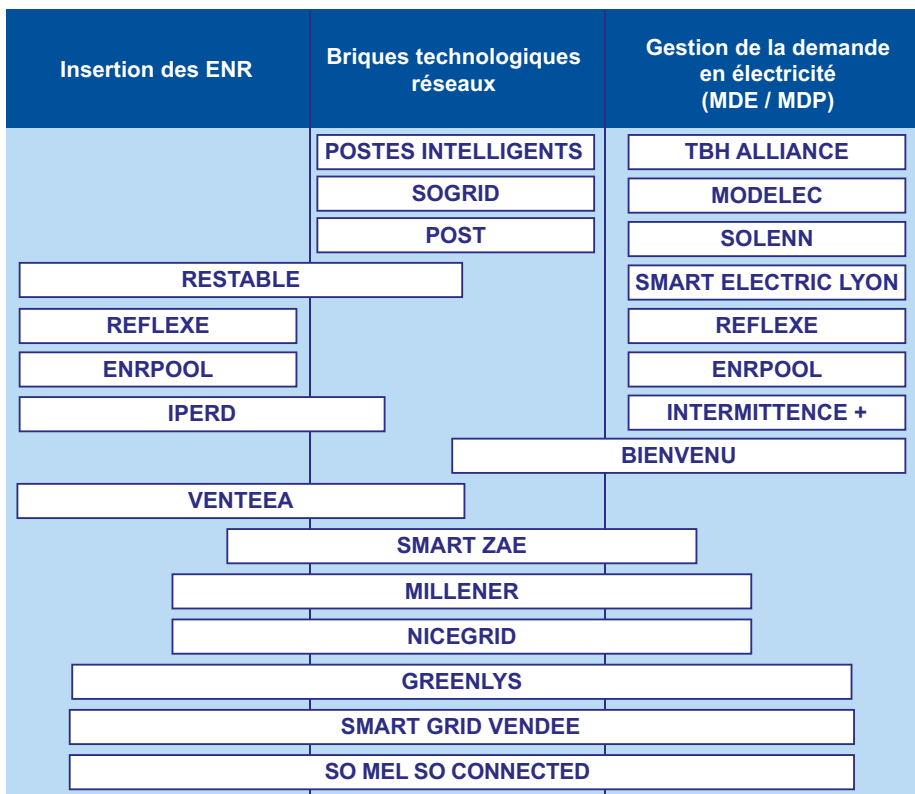 Insertion des ENR
Briques technologiques
réseaux
Gestion de la demande
en électricité
(MDE / MDP)
POSTES INTELLIGENTS
TBH ALLIANCE
SOGRID
MODELEC
POST
SOLENN
RESTABLE
SMART ELECTRIC LYON
REFLEXE
REFLEXE
ENRPOOL
ENRPOOL
IPERD
INTERMITTENCE +
BIENVENU
VENTEEA
SMART ZAE
MILLENER
NICEGRID
GREENLYS
SMART GRID VENDEE
SO MEL SO CONNECTED